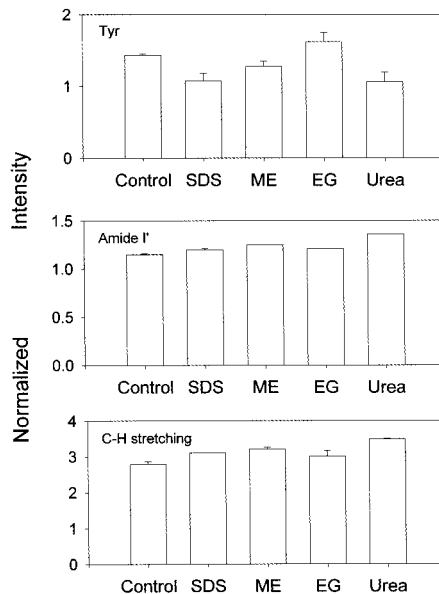 Normalized Intensity
2
Tyr
1
0
Control SDS ME EG Urea
1.5
Amide I'
1.0
0.5
0.0
Control SDS ME EG Urea
4
C-H stretching
3
2
1
0
Control SDS ME EG Urea